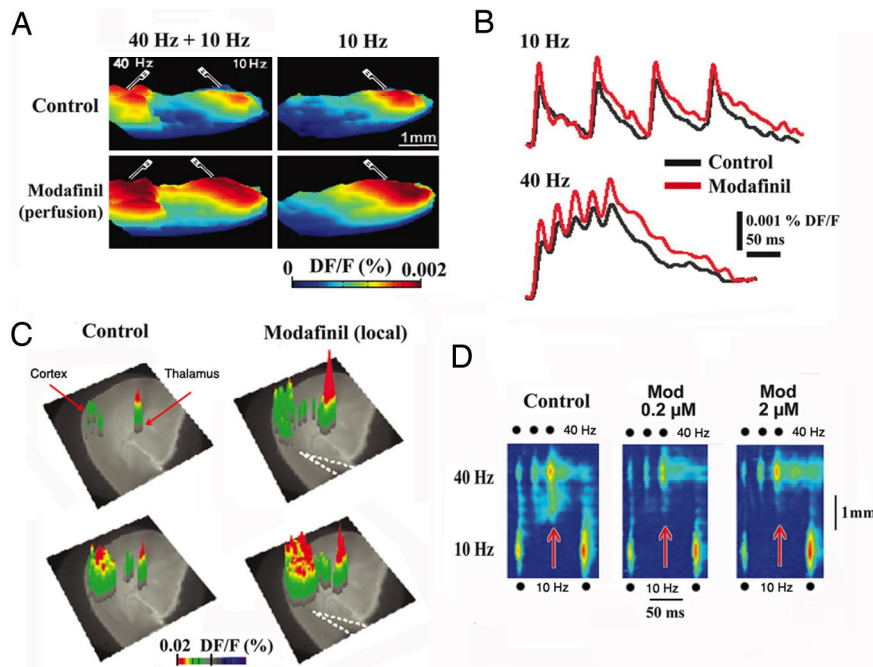 A
40 Hz + 10 Hz
10 Hz
40 Hz
10 Hz
Control
1mm
Modafinil
(perfusion)
0 DF/F (%) 0.002
B
10 Hz
Control
Modafinil
40 Hz
0.001 % DF/F
50 ms
C
Control
Modafinil (local)
Cortex
Thalamus
0.02 DF/F (%)
D
Control
Mod
0.2 µM
Mod
2 µM
40 Hz
40 Hz
40 Hz
40 Hz
10 Hz
1mm
10 Hz
10 Hz
10 Hz
50 ms